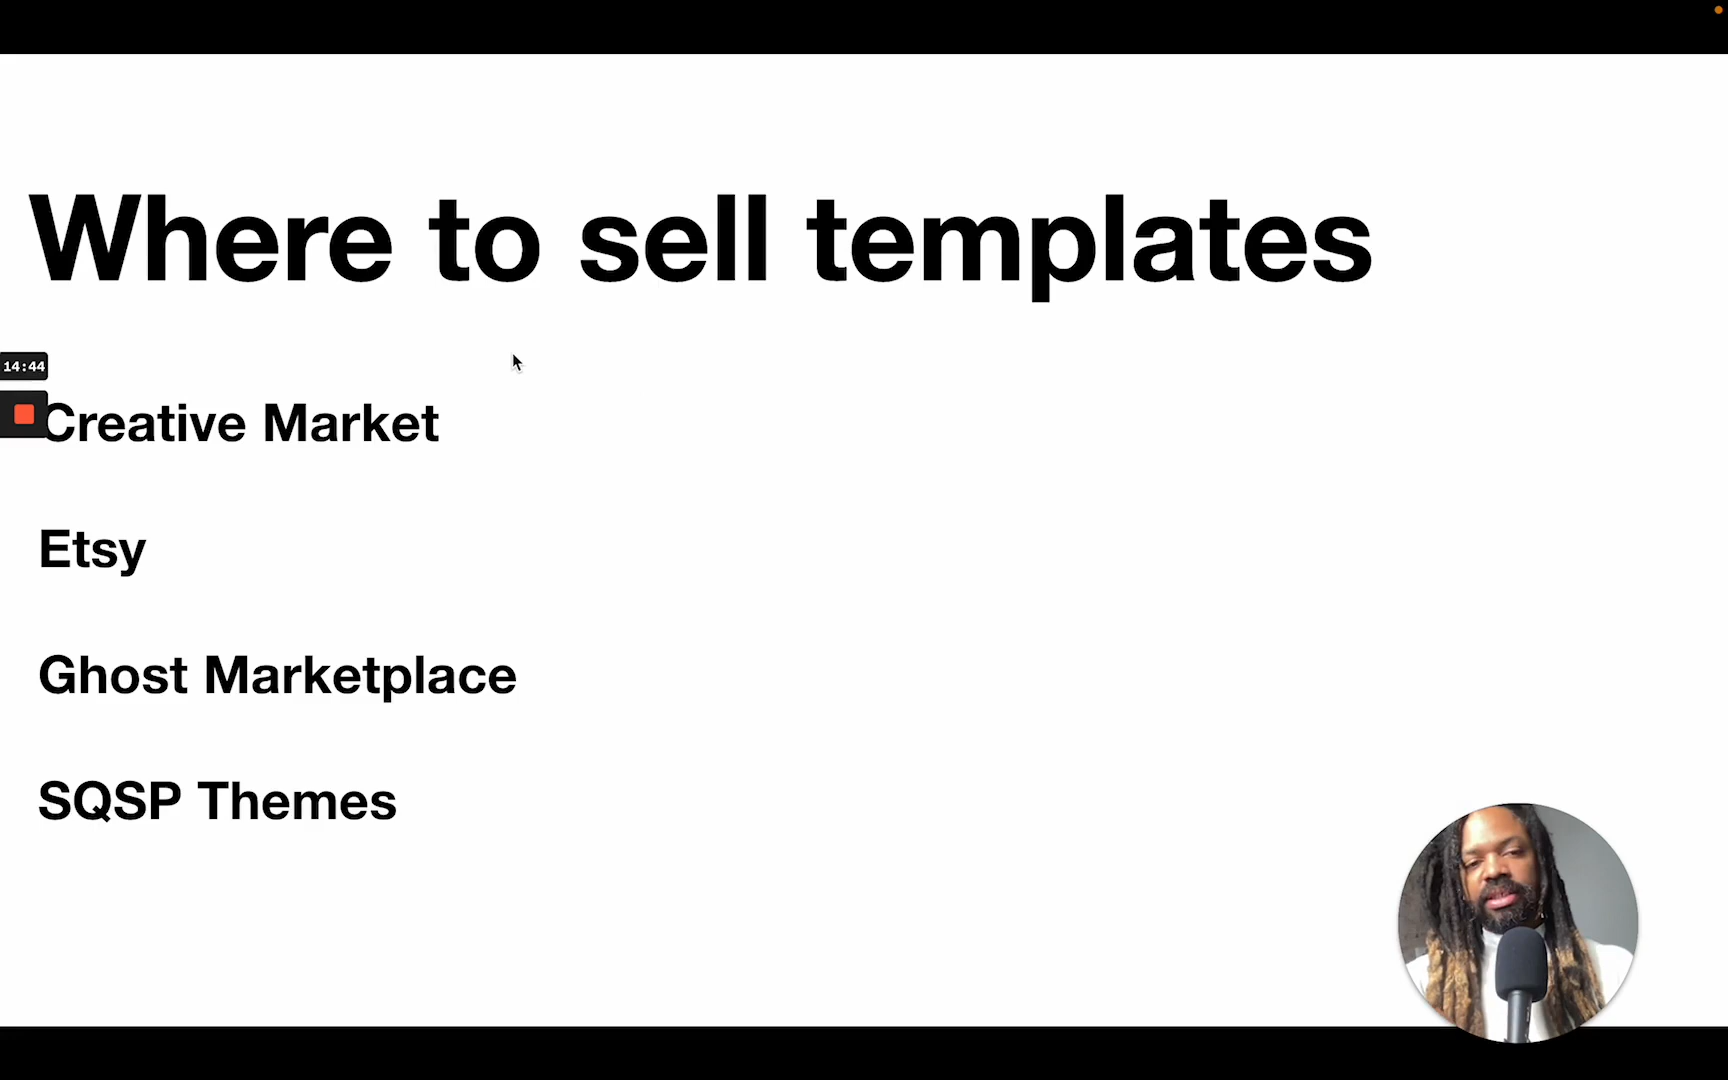 Where to sell templates
14:44
Creative Market
Etsy
Ghost Marketplace
SQSP Themes